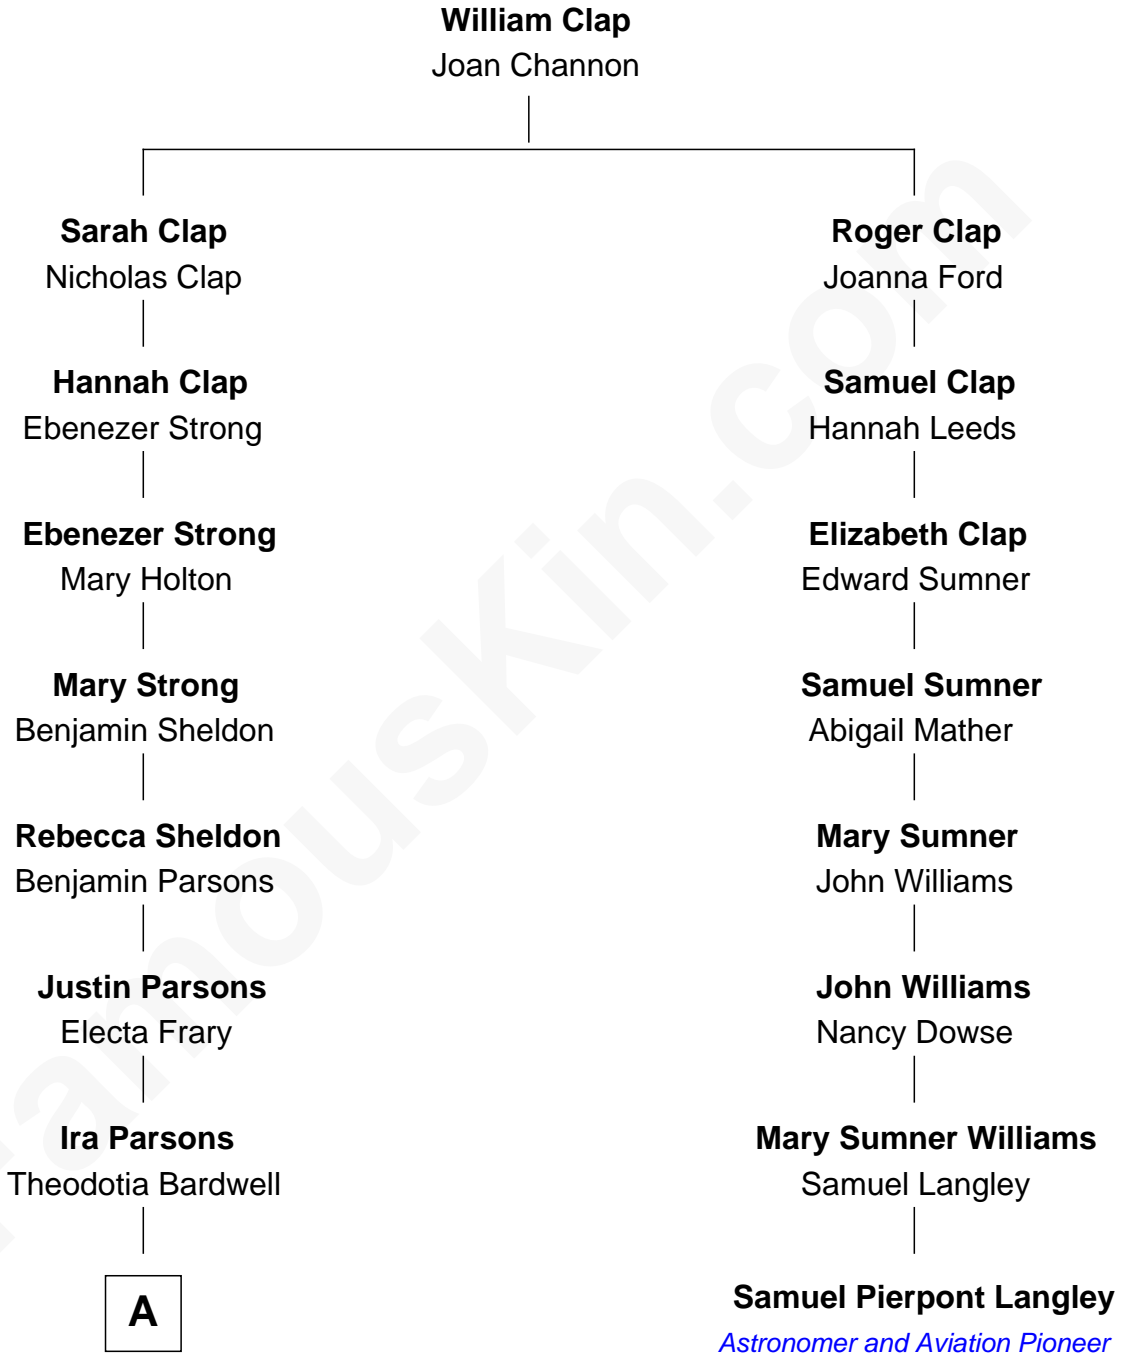 William Clap
Joan Channon
Sarah Clap
Nicholas Clap
Hannah Clap
Ebenezer Strong
Ebenezer Strong
Mary Holton
Mary Strong
Benjamin Sheldon
Rebecca Sheldon
Benjamin Parsons
Justin Parsons
Electa Frary
Ira Parsons
Theodotia Bardwell
A
Roger Clap
Joanna Ford
Samuel Clap
Hannah Leeds
Elizabeth Clap
Edward Sumner
Samuel Sumner
Abigail Mather
Mary Sumner
John Williams
John Williams
Nancy Dowse
Mary Sumner Williams
Samuel Langley
Samuel Pierpont Langley
Astronomer and Aviation Pioneer
FamousKin.com